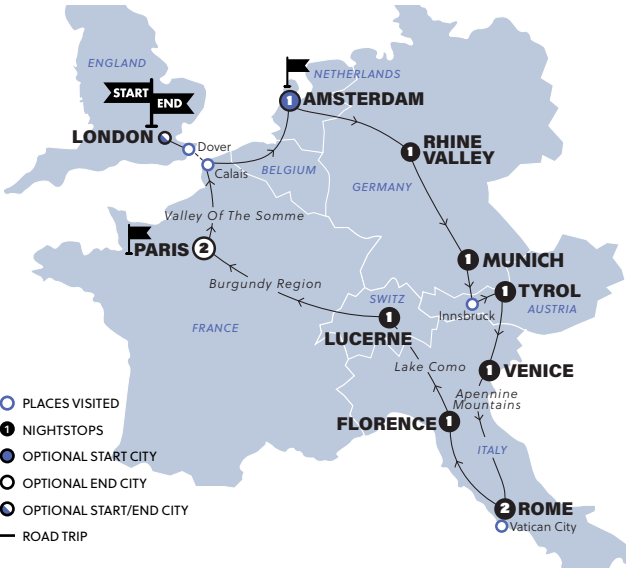 ENGLAND
START
END
LONDON
Dover
Calais
NETHERLANDS
1
AMSTERDAM
BELGIUM
1
RHINE
VALLEY
GERMANY
Valley Of The Somme
PARIS
2
Burgundy Region
FRANCE
1
MUNICH
1
TYROL
Innsbruck
AUSTRIA
SWITZ
1
LUCERNE
Lake Como
1
VENICE
Apennine
Mountains
FLORENCE
1
ITALY
2
ROME
Vatican City
PLACES VISITED
1
NIGHTSTOPS
OPTIONAL START CITY
OPTIONAL END CITY
OPTIONAL START/END CITY
ROAD TRIP